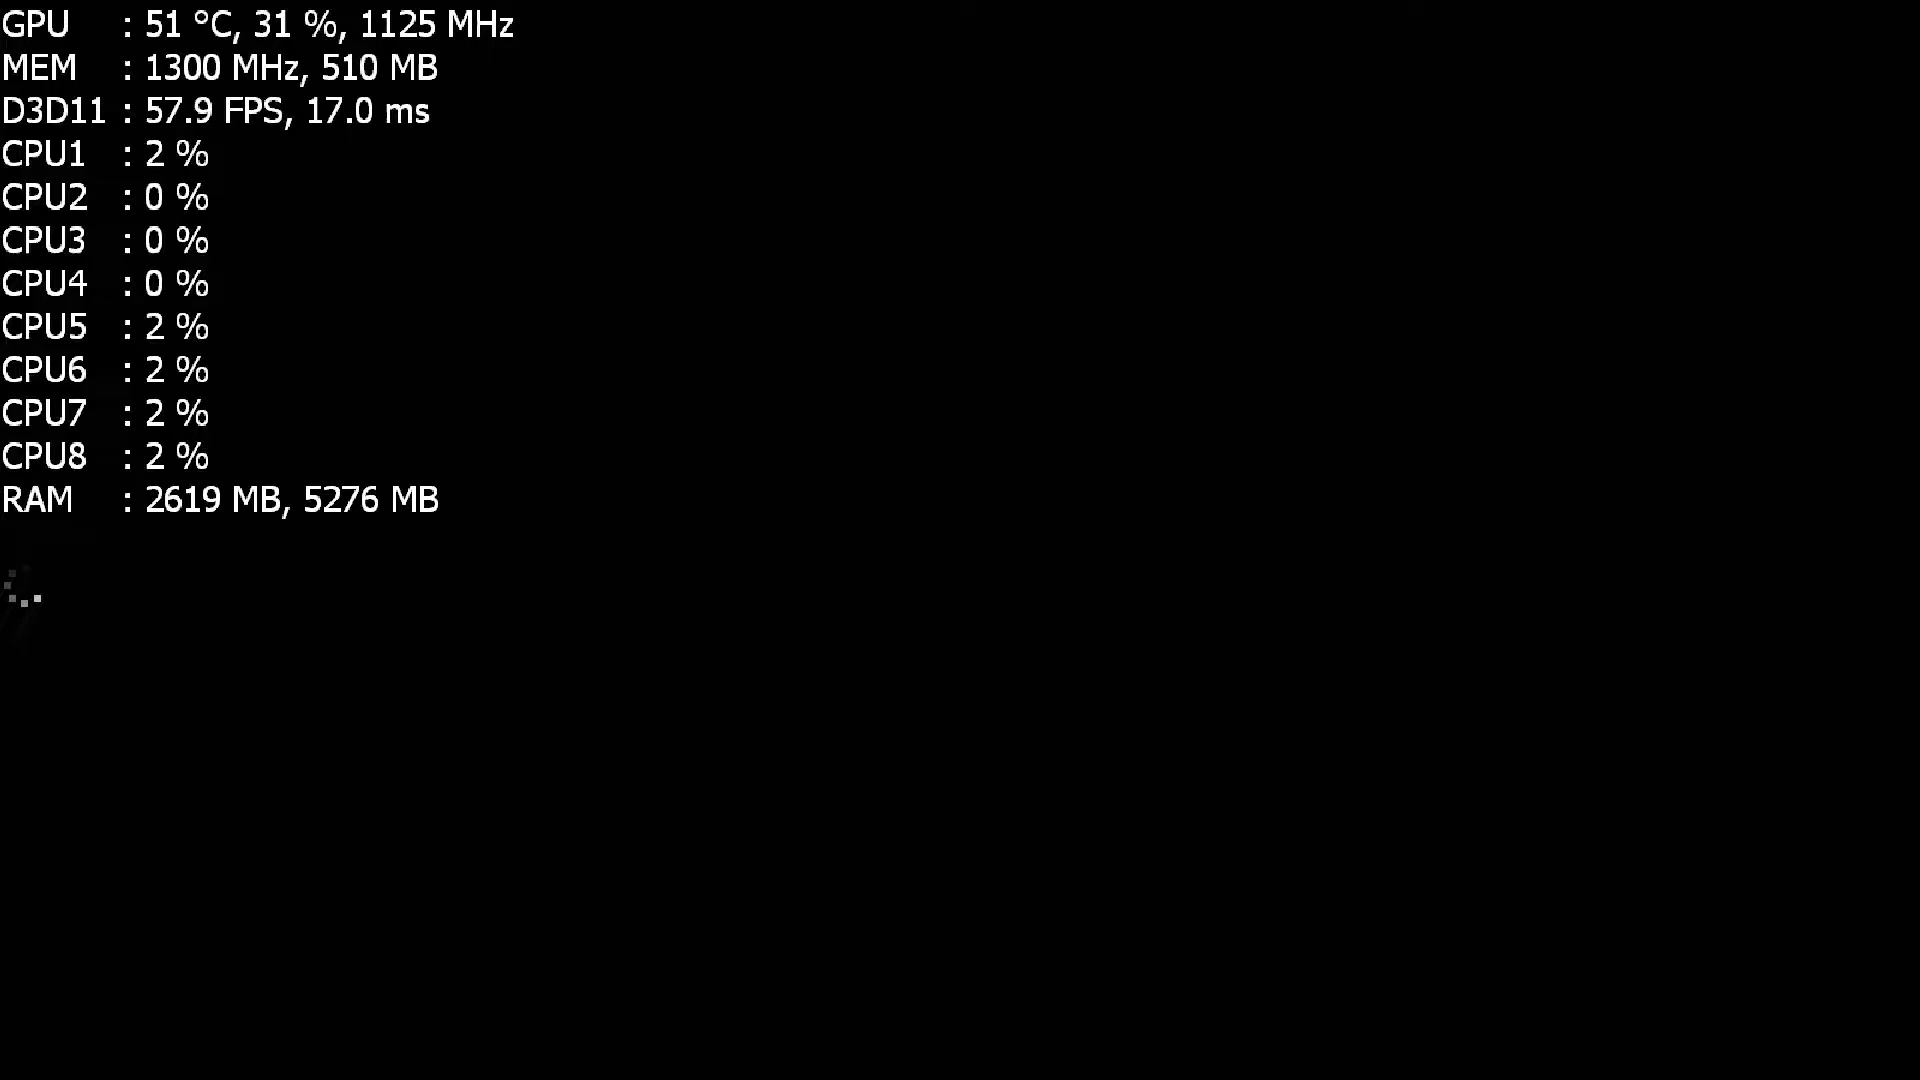 GPU : 51 °C, 31 %, 1125 MHz
MEM : 1300 MHz, 510 MB
D3D11 : 57.9 FPS, 17.0 ms
CPU1 : 2 %
CPU2 : 0 %
CPU3 : 0 %
CPU4 : 0 %
CPU5 : 2 %
CPU6 : 2 %
CPU7 : 2 %
CPU8 : 2 %
RAM : 2619 MB, 5276 MB